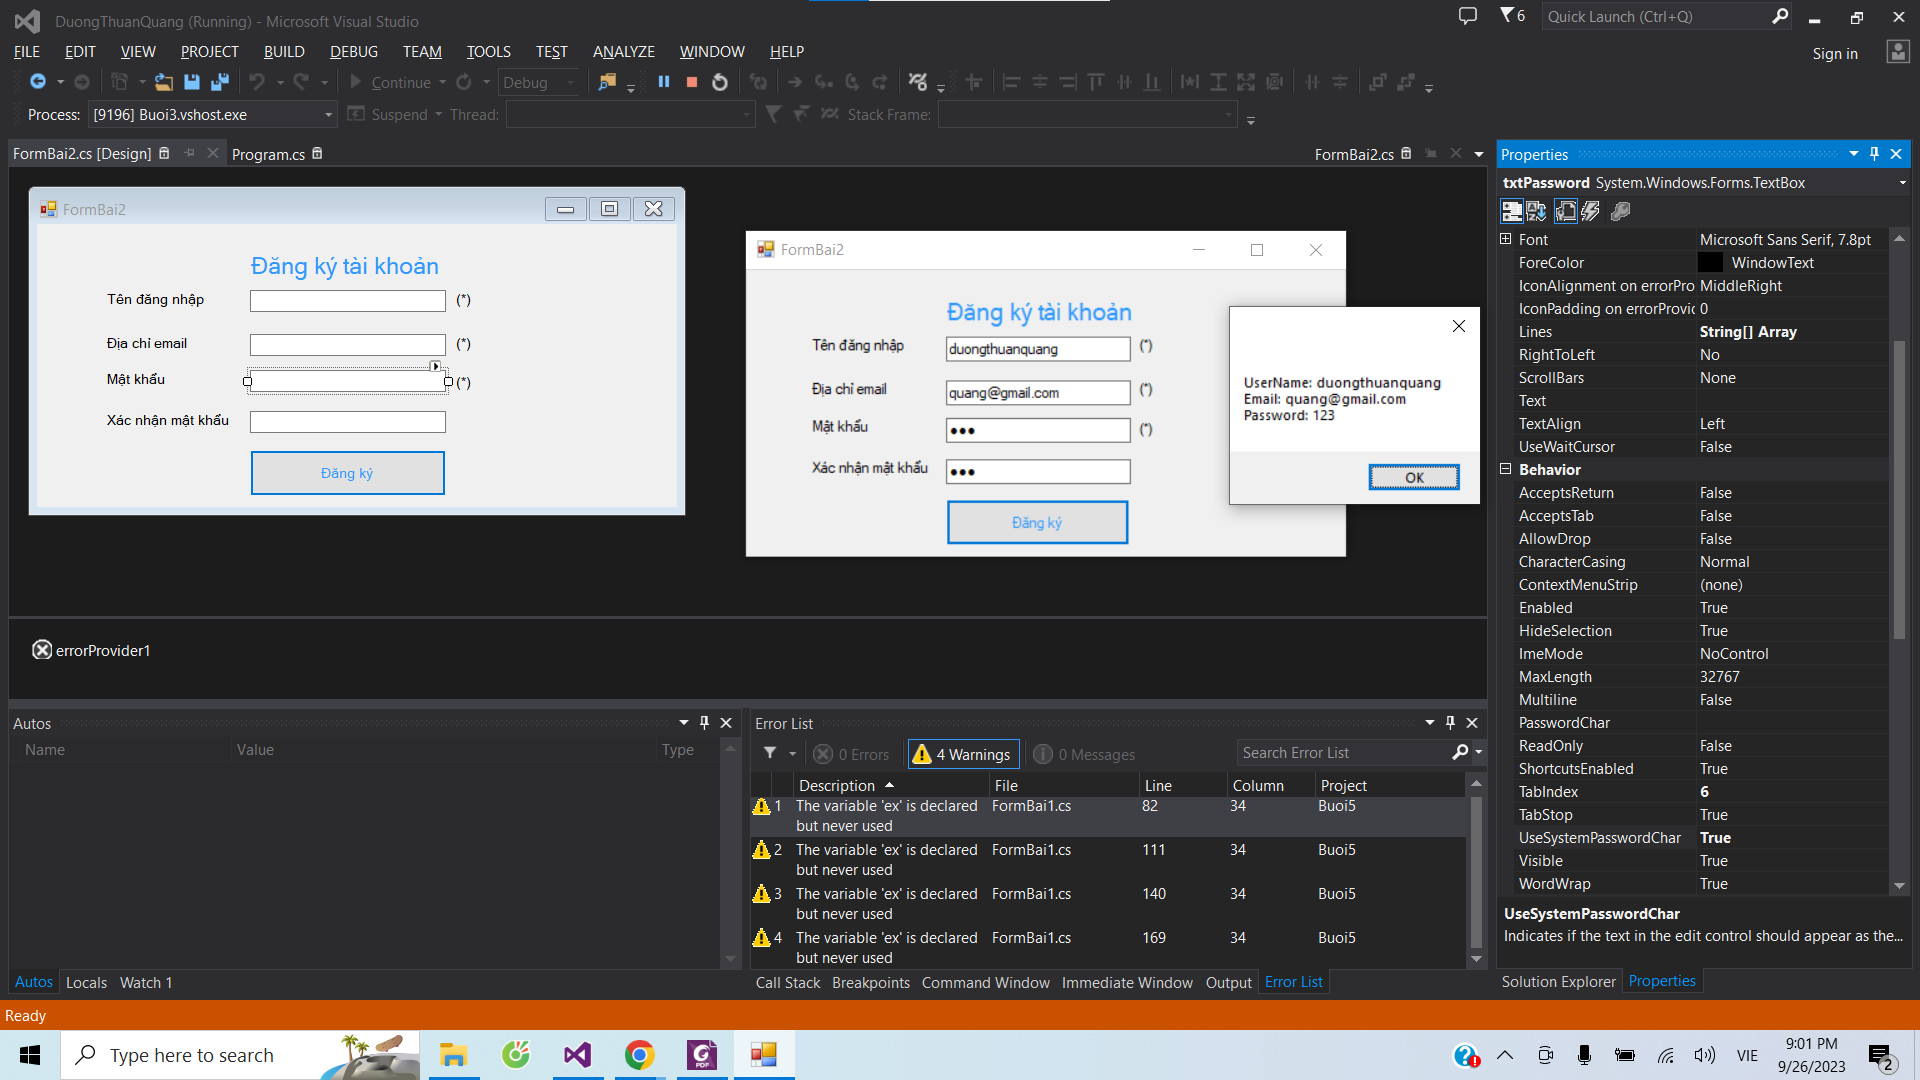 DuongThuanQuang (Running) - Microsoft Visual Studio
6
Quick Launch (Ctrl+Q)
FILE EDIT VIEW PROJECT BUILD DEBUG TEAM TOOLS TEST ANALYZE WINDOW HELP
Sign in
Continue
Debug
Process: [9196] Buoi3.vshost.exe Suspend Thread: Stack Frame:
FormBai2.cs [Design] Program.cs
FormBai2.cs
FormBai2
Đăng ký tài khoản
Tên đăng nhập (*)
Địa chỉ email (*)
Mật khẩu (*)
Xác nhận mật khẩu
Đăng ký
FormBai2
Đăng ký tài khoản
Tên đăng nhập duongthuanquang (*)
Địa chỉ email quang@gmail.com (*)
Mật khẩu ●●● (*)
Xác nhận mật khẩu ●●●
Đăng ký
UserName: duongthuanquang
Email: quang@gmail.com
Password: 123
OK
errorProvider1
Properties
txtPassword System.Windows.Forms.TextBox
Font Microsoft Sans Serif, 7.8pt
ForeColor WindowText
IconAlignment on errorPro MiddleRight
IconPadding on errorProvic 0
Lines String[] Array
RightToLeft No
ScrollBars None
Text
TextAlign Left
UseWaitCursor False
Behavior
AcceptsReturn False
AcceptsTab False
AllowDrop False
CharacterCasing Normal
ContextMenuStrip (none)
Enabled True
HideSelection True
ImeMode NoControl
MaxLength 32767
Multiline False
PasswordChar
ReadOnly False
ShortcutsEnabled True
TabIndex 6
TabStop True
UseSystemPasswordChar True
Visible True
WordWrap True
UseSystemPasswordChar
Indicates if the text in the edit control should appear as the...
Solution Explorer Properties
Autos
Name Value Type
Autos Locals Watch 1
Error List
0 Errors 4 Warnings 0 Messages Search Error List
Description File Line Column Project
1 The variable 'ex' is declared but never used FormBai1.cs 82 34 Buoi5
2 The variable 'ex' is declared but never used FormBai1.cs 111 34 Buoi5
3 The variable 'ex' is declared but never used FormBai1.cs 140 34 Buoi5
4 The variable 'ex' is declared but never used FormBai1.cs 169 34 Buoi5
Call Stack Breakpoints Command Window Immediate Window Output Error List
Ready
Type here to search
PDF
VIE
9:01 PM
9/26/2023
2